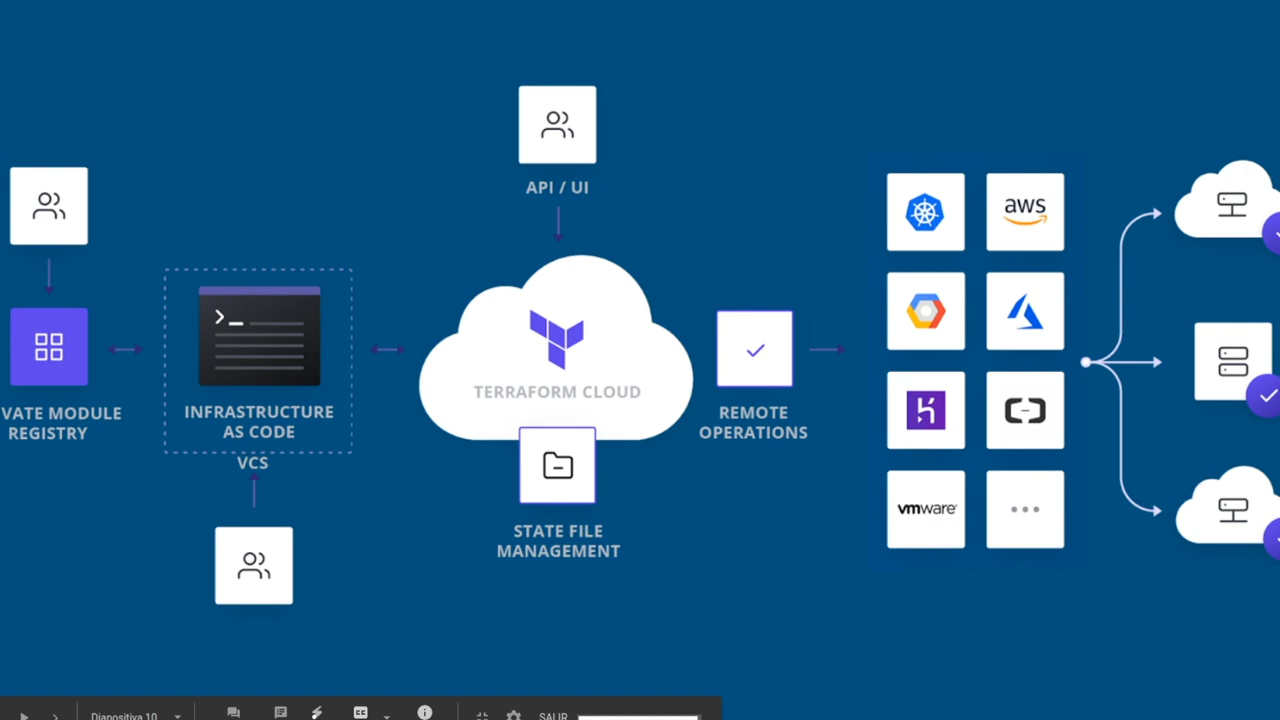 API / UI
aws
TERRAFORM CLOUD
VATE MODULE
REGISTRY
INFRASTRUCTURE
AS CODE
VCS
REMOTE
OPERATIONS
vmware
STATE FILE
MANAGEMENT
Diapositiva 10
CC
SALIR